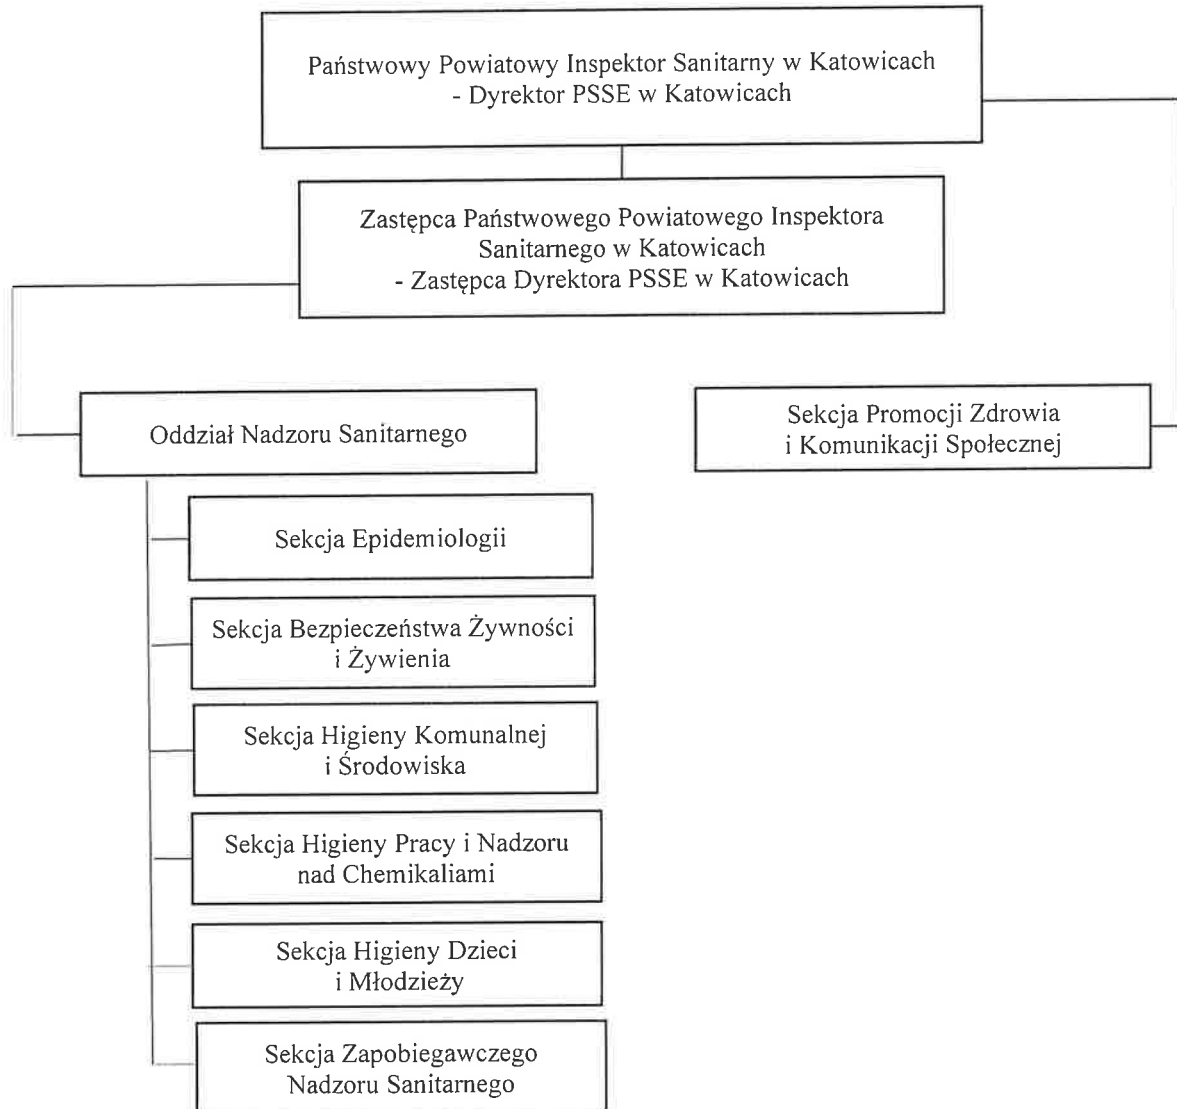 Państwowy Powiatowy Inspektor Sanitarny w Katowicach
- Dyrektor PSSE w Katowicach
Zastępca Państwowego Powiatowego Inspektora
Sanitarnego w Katowicach
- Zastępca Dyrektora PSSE w Katowicach
Oddział Nadzoru Sanitarnego
Sekcja Promocji Zdrowia
i Komunikacji Społecznej
Sekcja Epidemiologii
Sekcja Bezpieczeństwa Żywności
i Żywienia
Sekcja Higieny Komunalnej
i Środowiska
Sekcja Higieny Pracy i Nadzoru
nad Chemikaliami
Sekcja Higieny Dzieci
i Młodzieży
Sekcja Zapobiegawczego
Nadzoru Sanitarnego